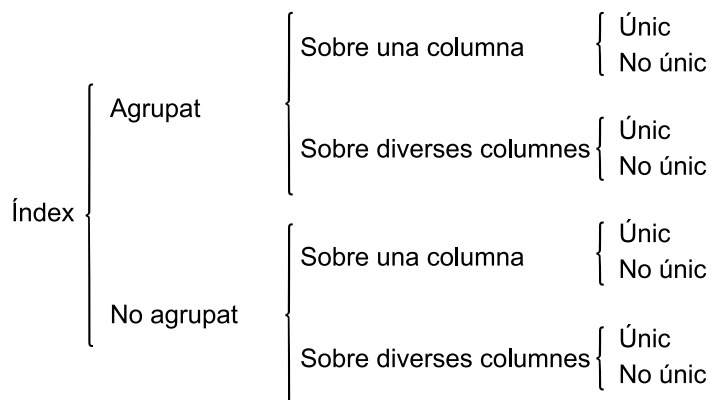 Índex
Agrupat
Sobre una columna
Únic
No únic
Sobre diverses columnes
Únic
No únic
No agrupat
Sobre una columna
Únic
No únic
Sobre diverses columnes
Únic
No únic